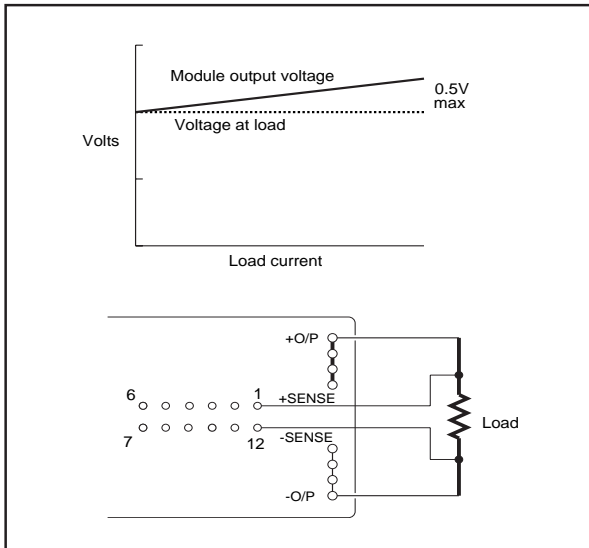 Module output voltage
0.5V
max
Voltage at load
Volts
Load current
+O/P
6
1
+SENSE
Load
7
12
-SENSE
-O/P